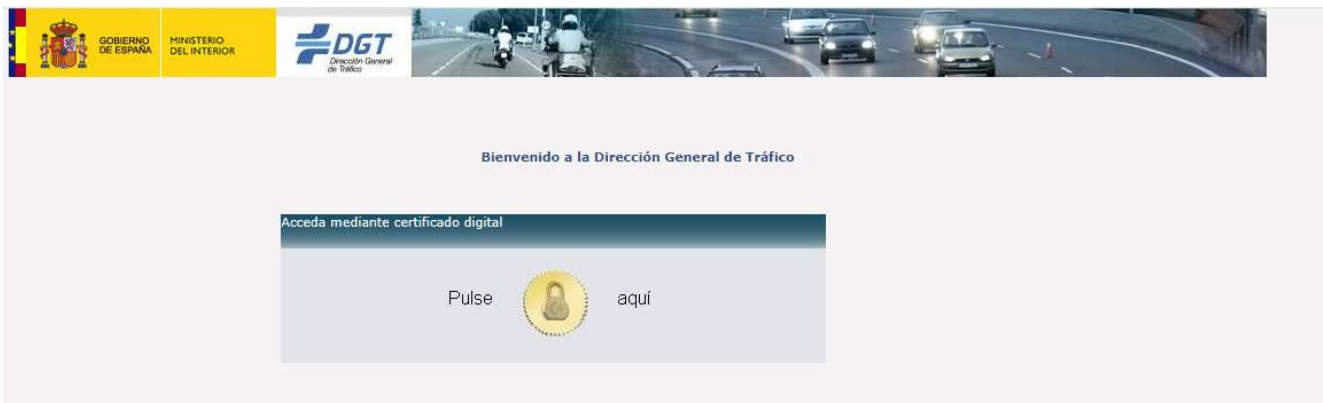 GOBIERNO
DE ESPAÑA
MINISTERIO
DEL INTERIOR
DGT
Dirección General
de Tráfico
Bienvenido a la Dirección General de Tráfico
Acceda mediante certificado digital
Pulse aquí